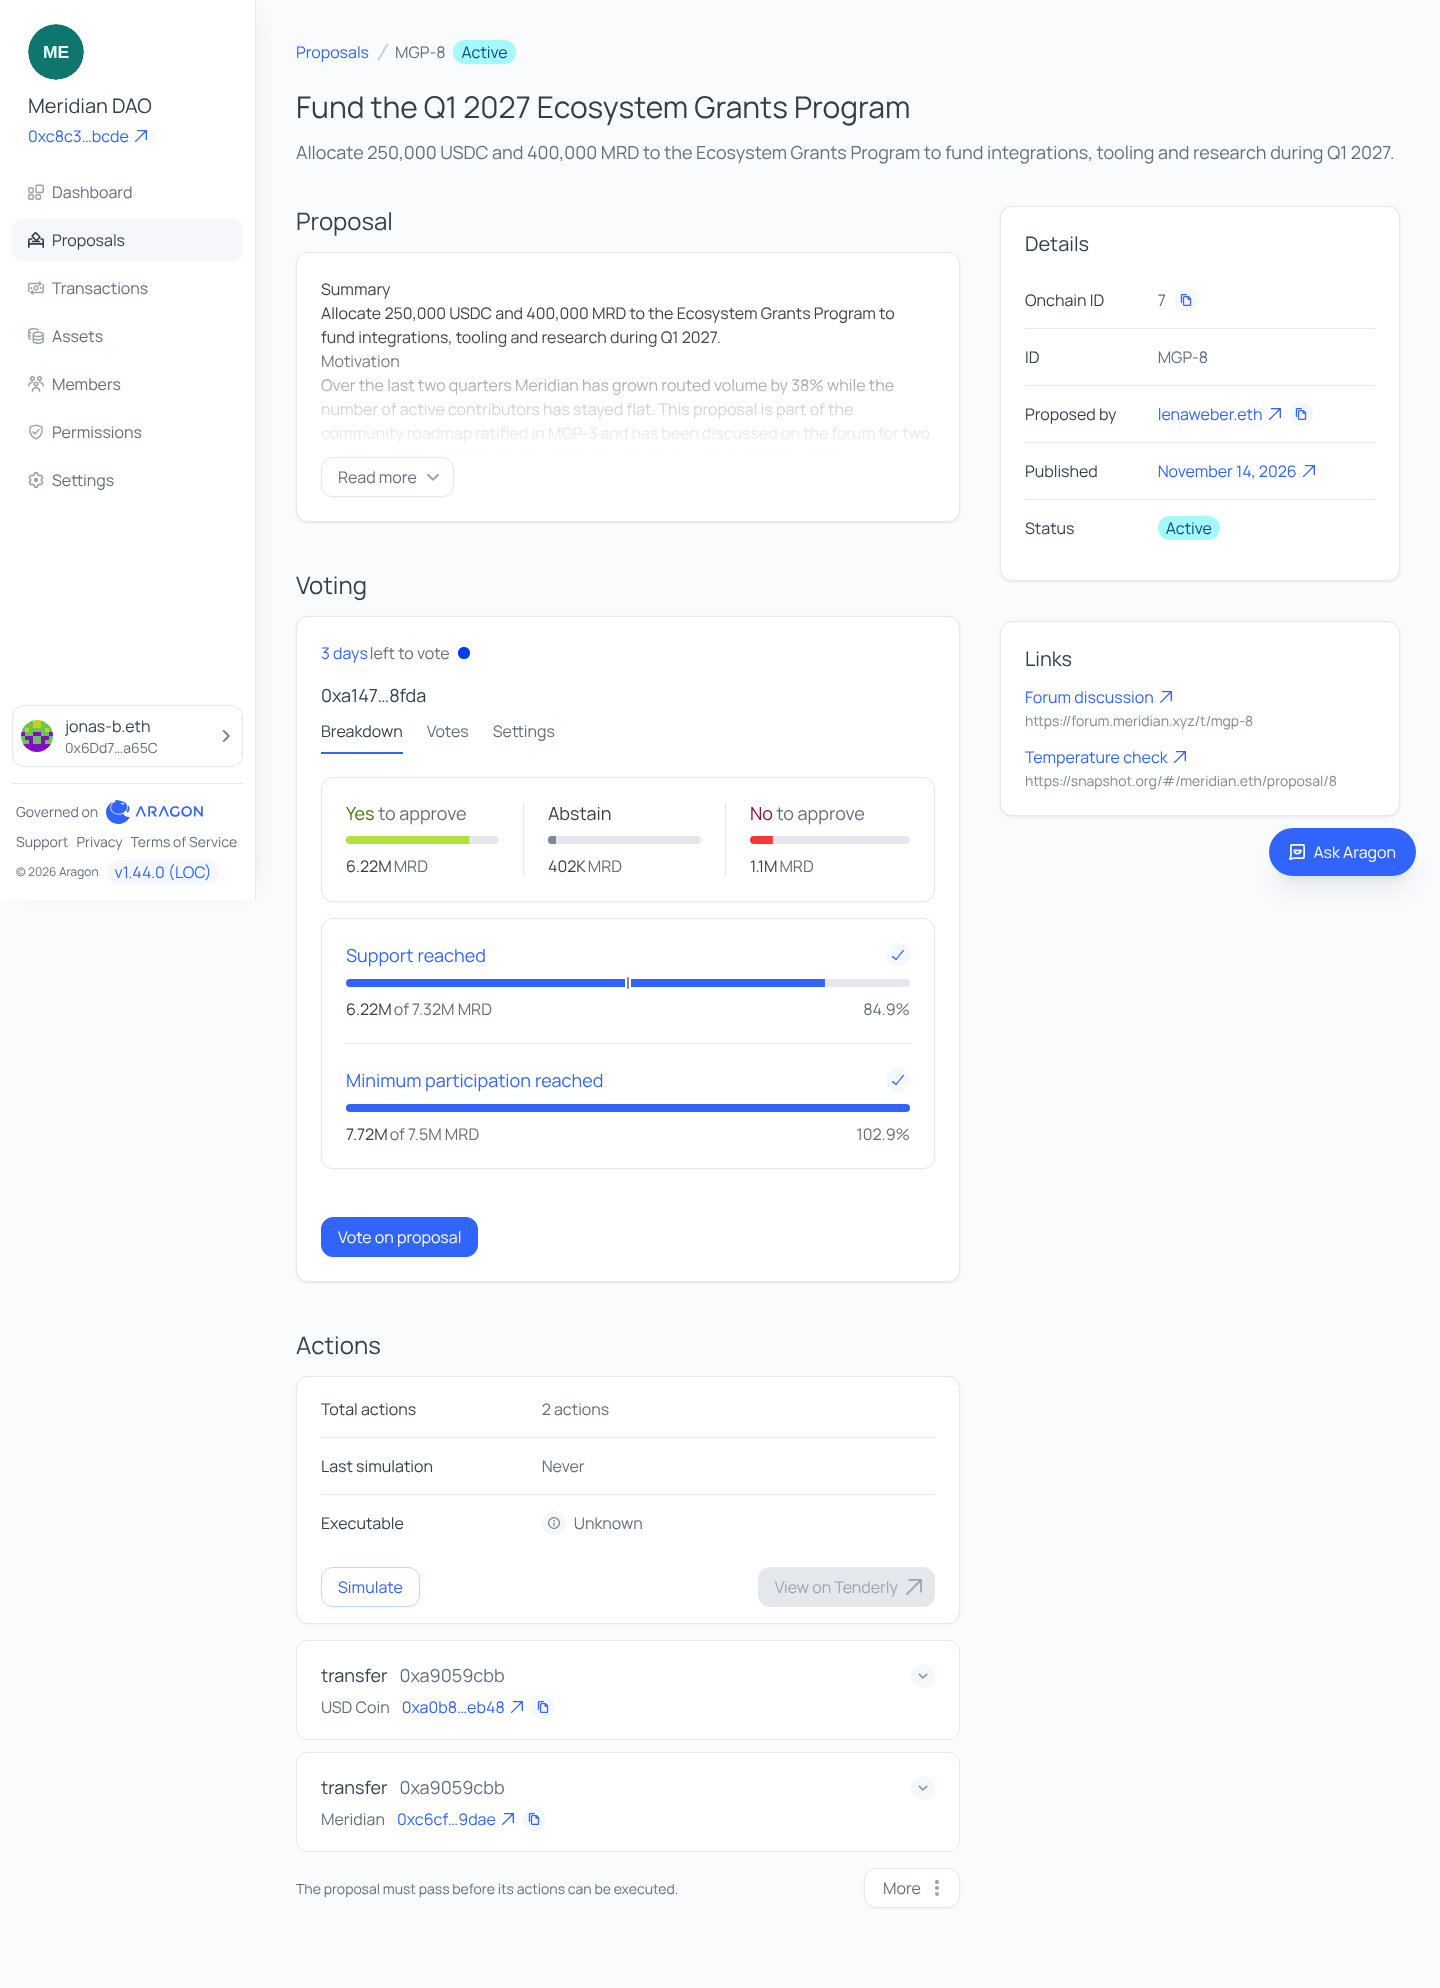 ME
Meridian DAO
0xc8c3...bcde
Dashboard
Proposals
Transactions
Assets
Members
Permissions
Settings
jonas-b.eth
0x6Dd7...a65C
Governed on ARAGON
Support Privacy Terms of Service
© 2026 Aragon v1.44.0 (LOC)
Proposals / MGP-8 Active
Fund the Q1 2027 Ecosystem Grants Program
Allocate 250,000 USDC and 400,000 MRD to the Ecosystem Grants Program to fund integrations, tooling and research during Q1 2027.
Proposal
Summary
Allocate 250,000 USDC and 400,000 MRD to the Ecosystem Grants Program to
fund integrations, tooling and research during Q1 2027.
Motivation
Over the last two quarters Meridian has grown routed volume by 38% while the
number of active contributors has stayed flat. This proposal is part of the
community roadmap ratified in MGP-3 and has been discussed on the forum for two
Read more
Voting
3 days left to vote
0xa147...8fda
Breakdown Votes Settings
Yes to approve
6.22M MRD
Abstain
402K MRD
No to approve
1.1M MRD
Support reached
6.22M of 7.32M MRD 84.9%
Minimum participation reached
7.72M of 7.5M MRD 102.9%
Vote on proposal
Actions
Total actions 2 actions
Last simulation Never
Executable Unknown
Simulate View on Tenderly
transfer 0xa9059cbb
USD Coin 0xa0b8...eb48
transfer 0xa9059cbb
Meridian 0xc6cf...9dae
The proposal must pass before its actions can be executed. More
Details
Onchain ID 7
ID MGP-8
Proposed by lenaweber.eth
Published November 14, 2026
Status Active
Links
Forum discussion
https://forum.meridian.xyz/t/mgp-8
Temperature check
https://snapshot.org/#/meridian.eth/proposal/8
Ask Aragon